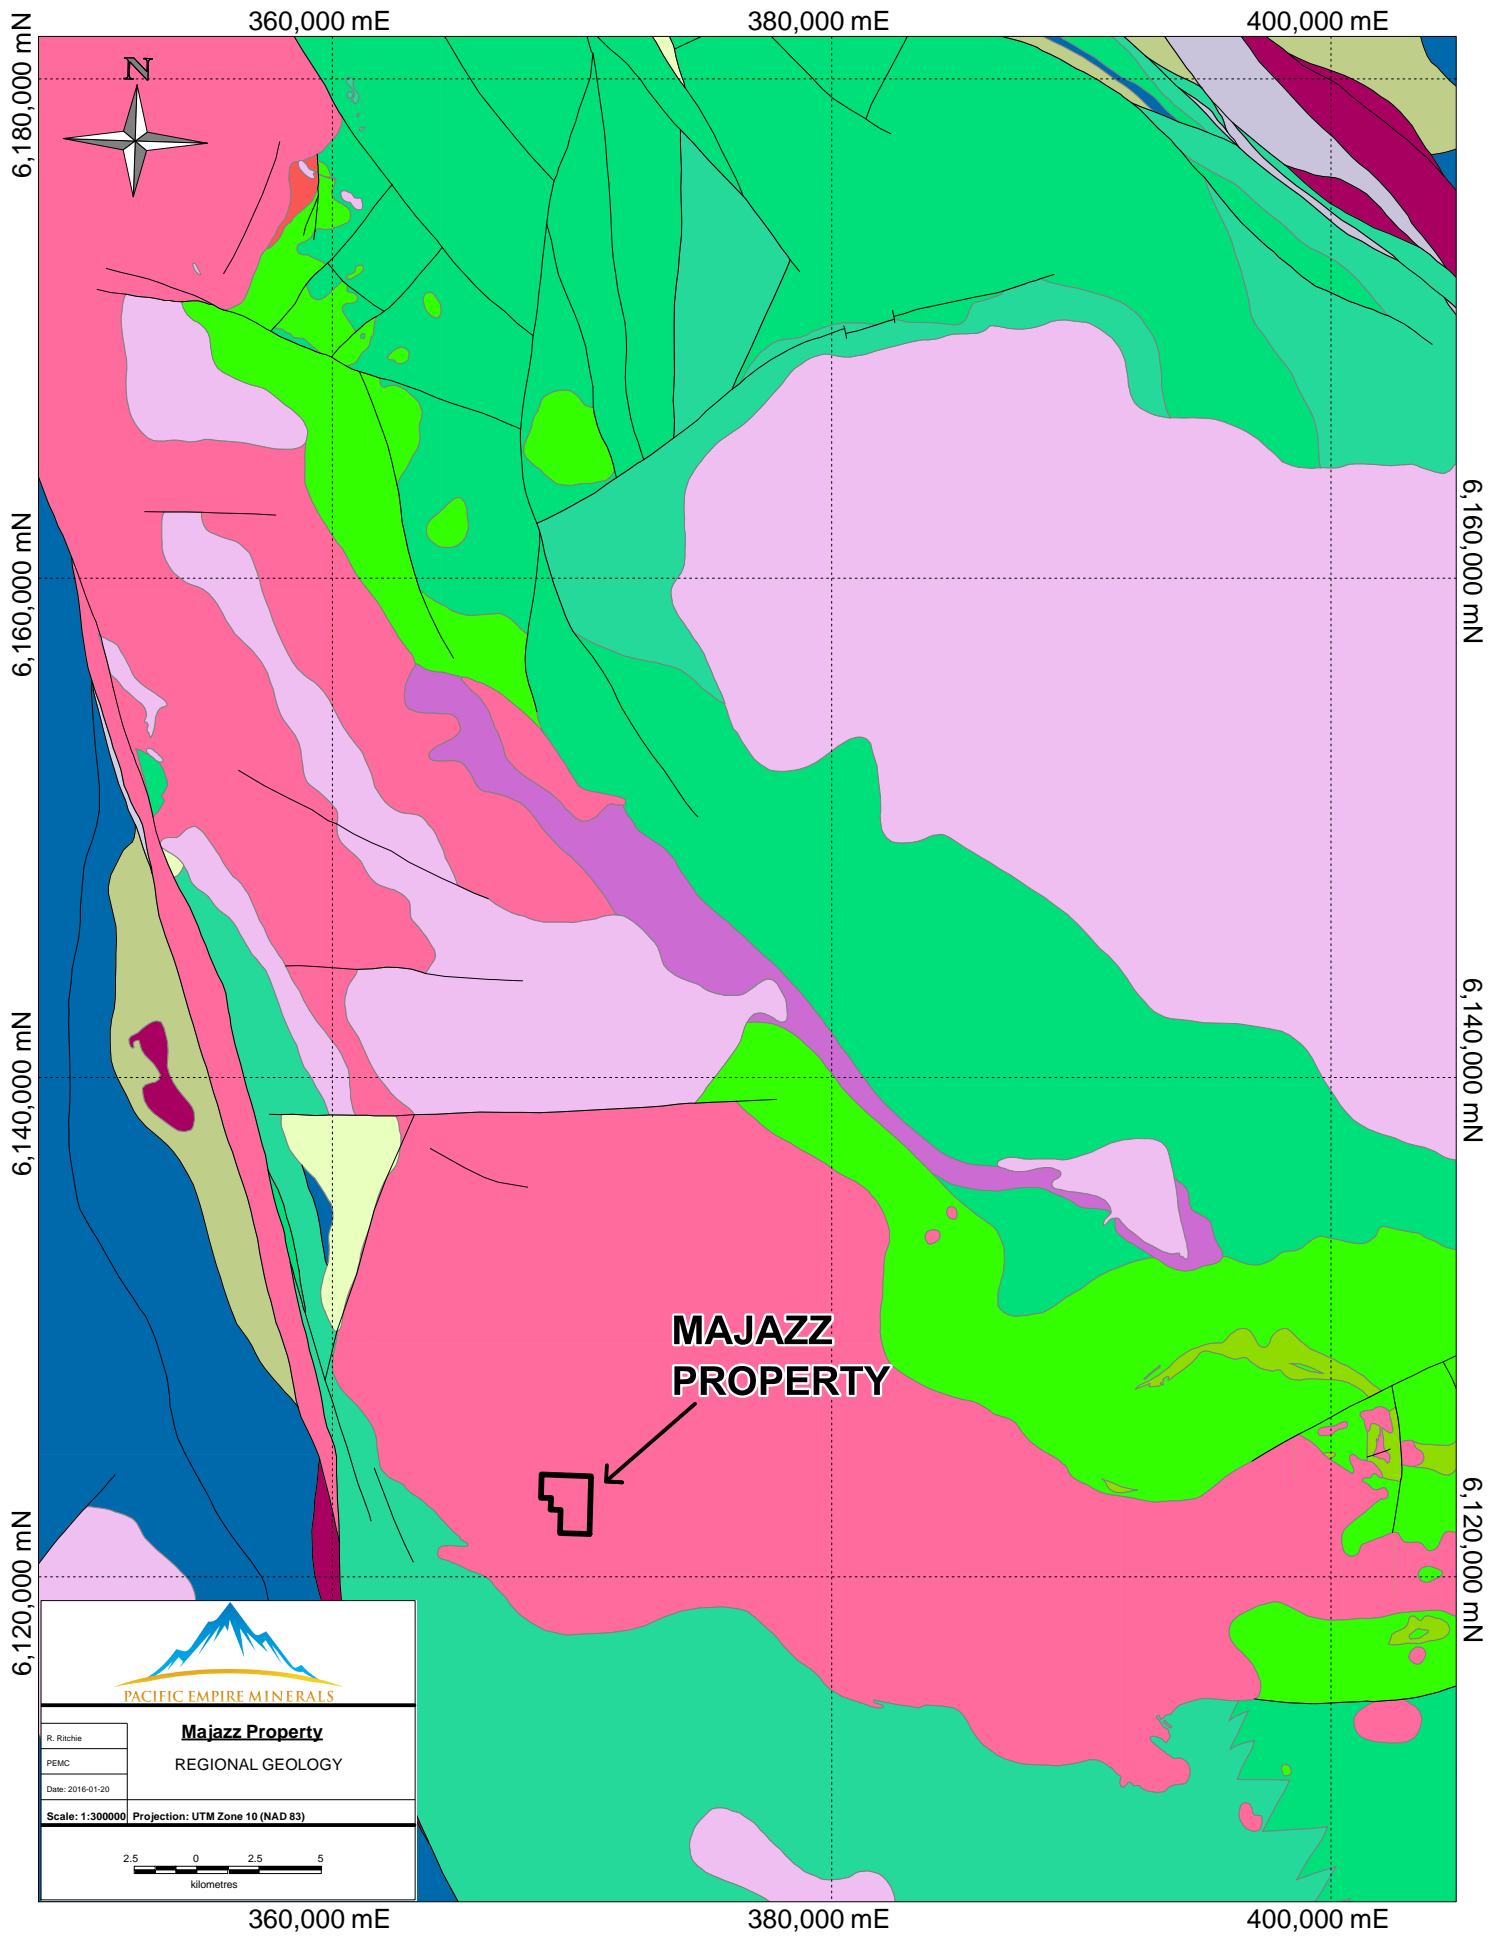 360,000 mE
380,000 mE
400,000 mE
6,180,000 mN
N
6,160,000 mN
6,160,000 mN
6,140,000 mN
6,140,000 mN
MAJAZZ
PROPERTY
6,120,000 mN
6,120,000 mN
PACIFIC EMPIRE MINERALS
R. Ritchie
Majazz Property
PEMC
REGIONAL GEOLOGY
Date: 2016-01-20
Scale: 1:300000
Projection: UTM Zone 10 (NAD 83)
2.5 0 2.5 5
kilometres
360,000 mE
380,000 mE
400,000 mE